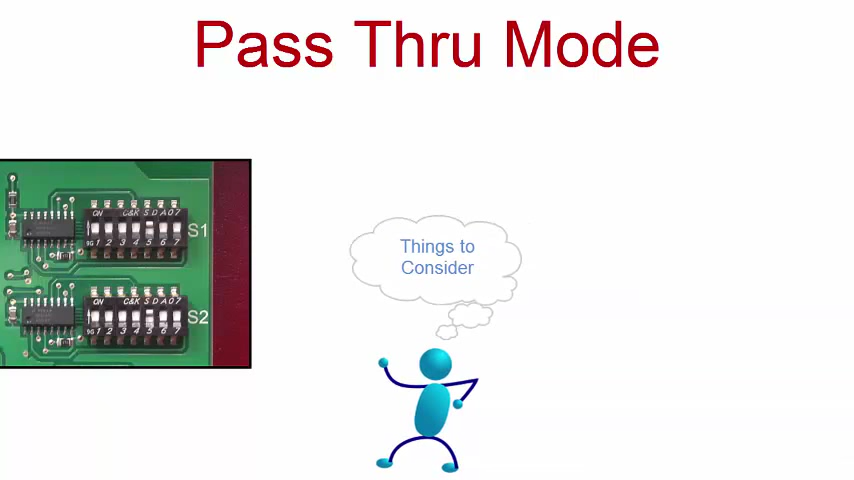 Pass Thru Mode
ON C&K SDA07
1 2 3 4 5 6 7
S1
ON C&K SDA07
1 2 3 4 5 6 7
S2
Things to
Consider